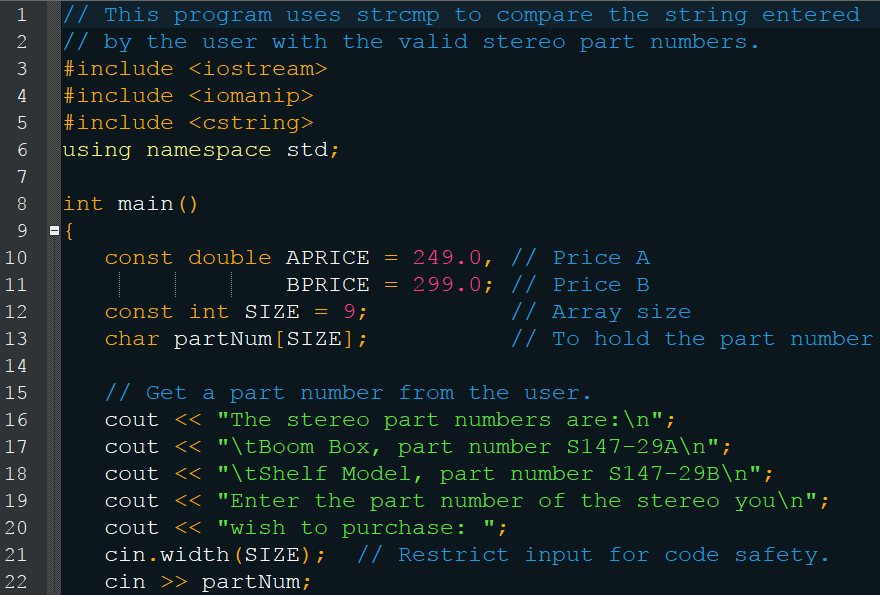 1 // This program uses strcmp to compare the string entered
2 // by the user with the valid stereo part numbers.
3 #include <iostream>
4 #include <iomanip>
5 #include <cstring>
6 using namespace std;
7
8 int main()
9 {
10    const double APRICE = 249.0, // Price A
11                 BPRICE = 299.0; // Price B
12    const int SIZE = 9;          // Array size
13    char partNum[SIZE];          // To hold the part number
14
15    // Get a part number from the user.
16    cout << "The stereo part numbers are:\n";
17    cout << "\tBoom Box, part number S147-29A\n";
18    cout << "\tShelf Model, part number S147-29B\n";
19    cout << "Enter the part number of the stereo you\n";
20    cout << "wish to purchase: ";
21    cin.width(SIZE);  // Restrict input for code safety.
22    cin >> partNum;